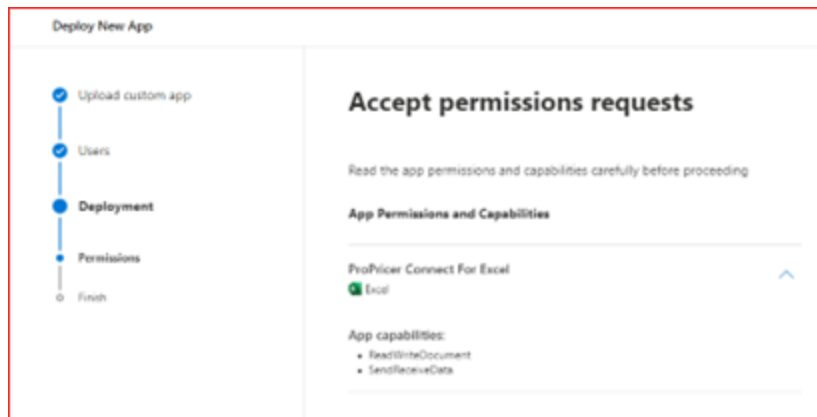 Deploy New App
Upload custom app
Users
Deployment
Permissions
Finish
Accept permissions requests
Read the app permissions and capabilities carefully before proceeding
App Permissions and Capabilities
ProPricer Connect For Excel
Excel
App capabilities:
ReadWriteDocument
SendReceiveData